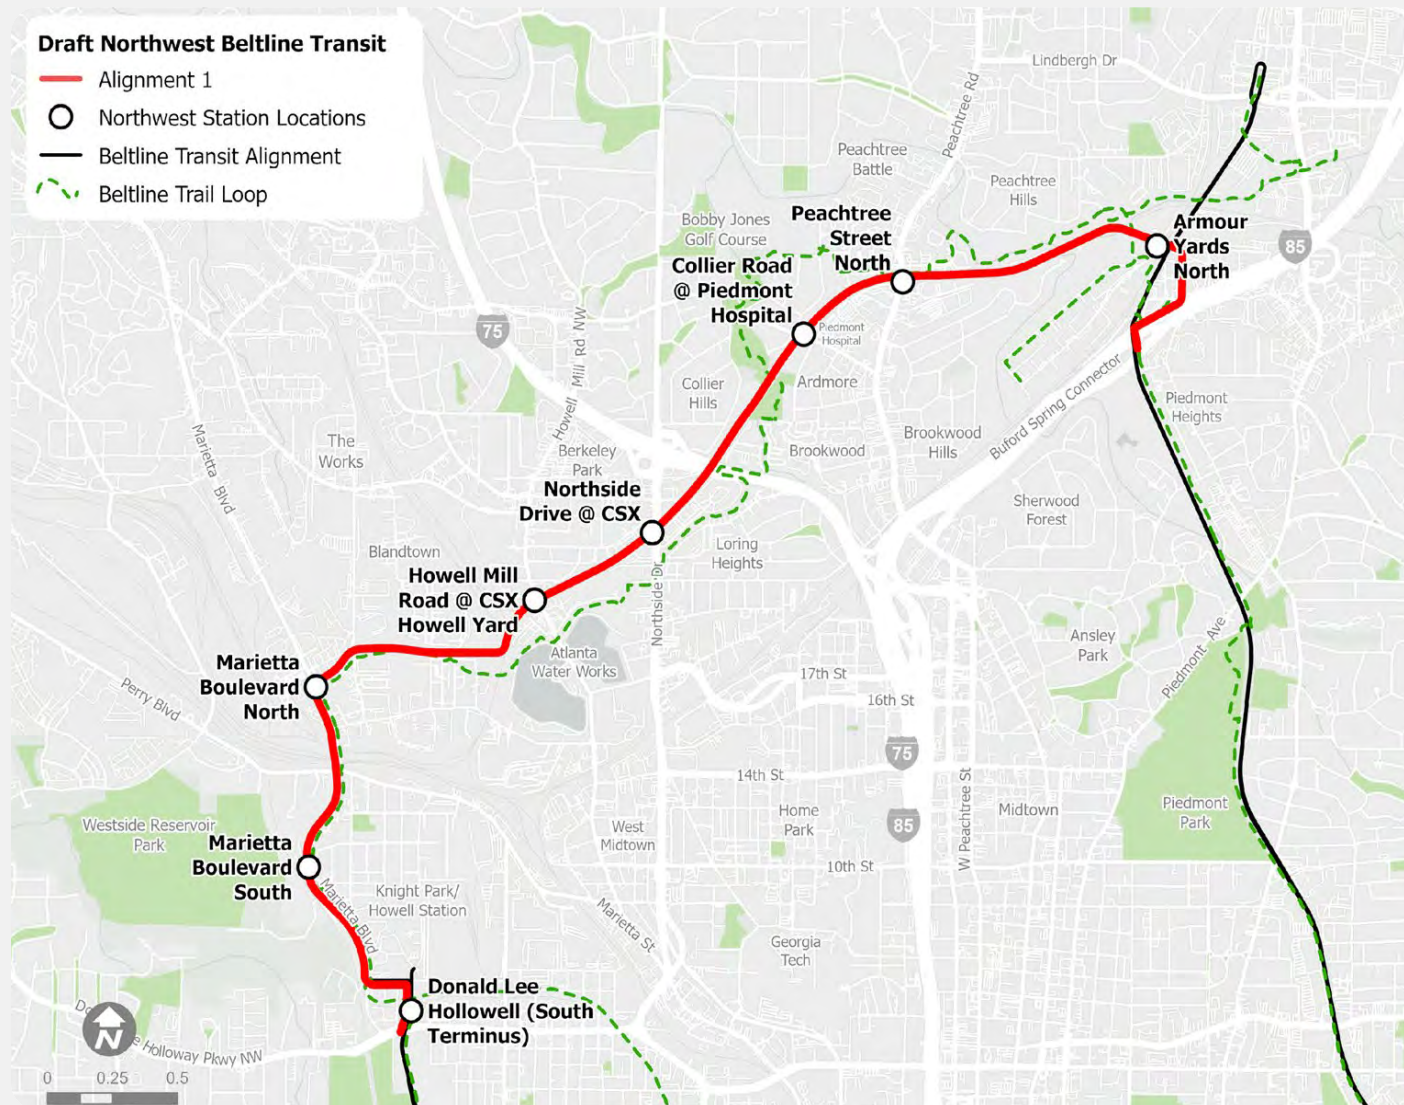 Draft Northwest Beltline Transit
Alignment 1
Northwest Station Locations
Beltline Transit Alignment
Beltline Trail Loop
Lindbergh Dr
Peachtree Rd
Peachtree
Battle
Peachtree
Hills
Bobby Jones
Golf Course
Peachtree
Street
North
Armour
Yards
North
85
Collier Road
@ Piedmont
Hospital
Piedmont
Hospital
75
Howell Mill Rd NW
Collier
Hills
Ardmore
Buford Spring Connector
Piedmont
Heights
Marietta Blvd
The
Works
Berkeley
Park
Brookwood
Brookwood
Hills
Northside
Drive @ CSX
Sherwood
Forest
Blandtown
Loring
Heights
Howell Mill
Road @ CSX
Howell Yard
Northside Dr
Atlanta
Water Works
Ansley
Park
Piedmont Ave
Marietta
Boulevard
North
Perry Blvd
17th St
16th St
75
14th St
W Peachtree St
Midtown
Piedmont
Park
Home
Park
85
Westside Reservoir
Park
West
Midtown
10th St
Marietta
Boulevard
South
Marietta Blvd
Knight Park/
Howell Station
Marietta St
Georgia
Tech
Donald Lee
Hollowell (South
Terminus)
N
Holloway Pkwy NW
0 0.25 0.5